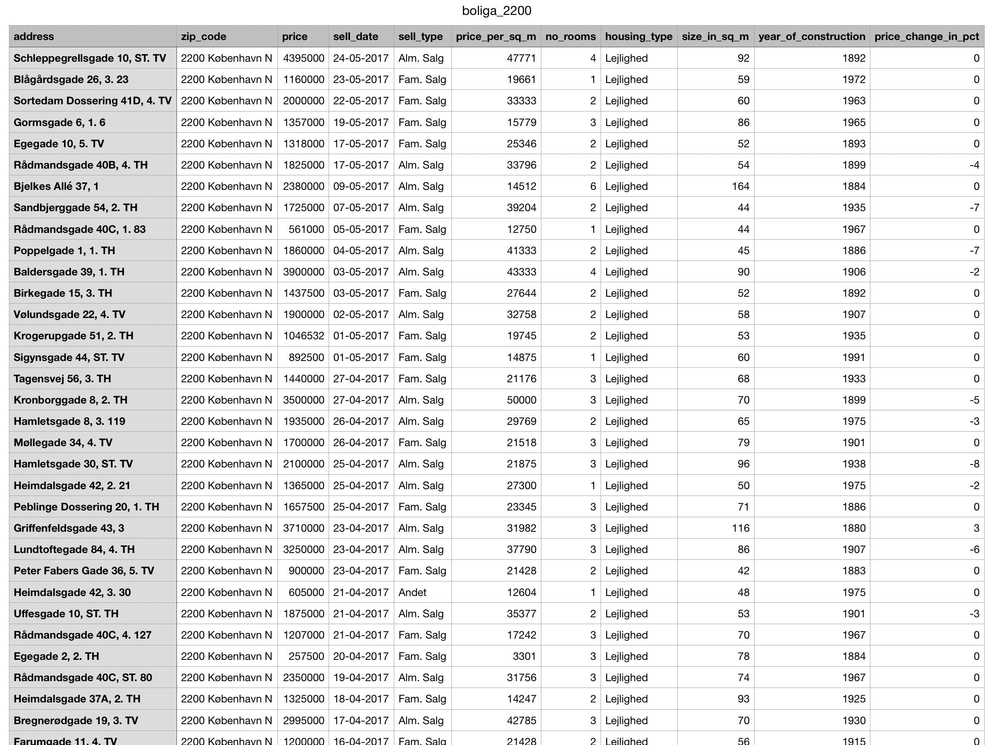 boliga_2200
address zip_code price sell_date sell_type price_per_sq_m no_rooms housing_type size_in_sq_m year_of_construction price_change_in_pct
Schleppegrellsgade 10, ST. TV 2200 København N 4395000 24-05-2017 Alm. Salg 47771 4 Lejlighed 92 1892 0
Blågårdsgade 26, 3. 23 2200 København N 1160000 23-05-2017 Fam. Salg 19661 1 Lejlighed 59 1972 0
Sortedam Dossering 41D, 4. TV 2200 København N 2000000 22-05-2017 Fam. Salg 33333 2 Lejlighed 60 1963 0
Gormsgade 6, 1. 6 2200 København N 1357000 19-05-2017 Fam. Salg 15779 3 Lejlighed 86 1965 0
Egegade 10, 5. TV 2200 København N 1318000 17-05-2017 Fam. Salg 25346 2 Lejlighed 52 1893 0
Rådmandsgade 40B, 4. TH 2200 København N 1825000 17-05-2017 Alm. Salg 33796 2 Lejlighed 54 1899 -4
Bjelkes Allé 37, 1 2200 København N 2380000 09-05-2017 Alm. Salg 14512 6 Lejlighed 164 1884 0
Sandbjerggade 54, 2. TH 2200 København N 1725000 07-05-2017 Alm. Salg 39204 2 Lejlighed 44 1935 -7
Rådmandsgade 40C, 1. 83 2200 København N 561000 05-05-2017 Fam. Salg 12750 1 Lejlighed 44 1967 0
Poppelgade 1, 1. TH 2200 København N 1860000 04-05-2017 Alm. Salg 41333 2 Lejlighed 45 1886 -7
Baldersgade 39, 1. TH 2200 København N 3900000 03-05-2017 Alm. Salg 43333 4 Lejlighed 90 1906 -2
Birkegade 15, 3. TH 2200 København N 1437500 03-05-2017 Fam. Salg 27644 2 Lejlighed 52 1892 0
Vølundsgade 22, 4. TV 2200 København N 1900000 02-05-2017 Alm. Salg 32758 2 Lejlighed 58 1907 0
Krogerupgade 51, 2. TH 2200 København N 1046532 01-05-2017 Fam. Salg 19745 2 Lejlighed 53 1935 0
Sigynsgade 44, ST. TV 2200 København N 892500 01-05-2017 Fam. Salg 14875 1 Lejlighed 60 1991 0
Tagensvej 56, 3. TH 2200 København N 1440000 27-04-2017 Fam. Salg 21176 3 Lejlighed 68 1933 0
Kronborggade 8, 2. TH 2200 København N 3500000 27-04-2017 Alm. Salg 50000 3 Lejlighed 70 1899 -5
Hamletsgade 8, 3. 119 2200 København N 1935000 26-04-2017 Alm. Salg 29769 2 Lejlighed 65 1975 -3
Møllegade 34, 4. TV 2200 København N 1700000 26-04-2017 Fam. Salg 21518 3 Lejlighed 79 1901 0
Hamletsgade 30, ST. TV 2200 København N 2100000 25-04-2017 Alm. Salg 21875 3 Lejlighed 96 1938 -8
Heimdalsgade 42, 2. 21 2200 København N 1365000 25-04-2017 Alm. Salg 27300 1 Lejlighed 50 1975 -2
Peblinge Dossering 20, 1. TH 2200 København N 1657500 25-04-2017 Fam. Salg 23345 3 Lejlighed 71 1886 0
Griffenfeldsgade 43, 3 2200 København N 3710000 23-04-2017 Alm. Salg 31982 3 Lejlighed 116 1880 3
Lundtoftegade 84, 4. TH 2200 København N 3250000 23-04-2017 Alm. Salg 37790 3 Lejlighed 86 1907 -6
Peter Fabers Gade 36, 5. TV 2200 København N 900000 23-04-2017 Fam. Salg 21428 2 Lejlighed 42 1883 0
Heimdalsgade 42, 3. 30 2200 København N 605000 21-04-2017 Andet 12604 1 Lejlighed 48 1975 0
Uffesgade 10, ST. TH 2200 København N 1875000 21-04-2017 Alm. Salg 35377 2 Lejlighed 53 1901 -3
Rådmandsgade 40C, 4. 127 2200 København N 1207000 21-04-2017 Fam. Salg 17242 3 Lejlighed 70 1967 0
Egegade 2, 2. TH 2200 København N 257500 20-04-2017 Fam. Salg 3301 3 Lejlighed 78 1884 0
Rådmandsgade 40C, ST. 80 2200 København N 2350000 19-04-2017 Alm. Salg 31756 3 Lejlighed 74 1967 0
Heimdalsgade 37A, 2. TH 2200 København N 1325000 18-04-2017 Fam. Salg 14247 2 Lejlighed 93 1925 0
Bregnerødgade 19, 3. TV 2200 København N 2995000 17-04-2017 Alm. Salg 42785 3 Lejlighed 70 1930 0
Farumgade 11, 4. TV 2200 København N 1200000 16-04-2017 Fam. Salg 21428 2 Lejlighed 56 1915 0